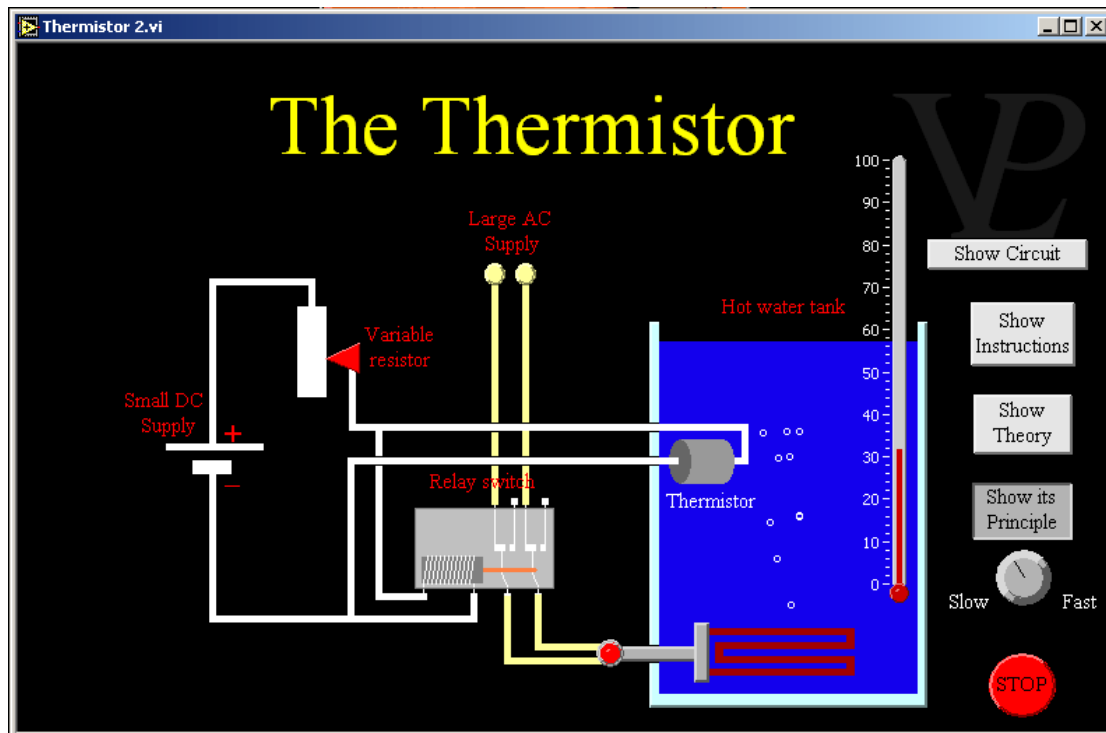 Thermistor 2.vi
The Thermistor
VPL
Large AC
Supply
Variable
resistor
Small DC
Supply
+
−
Relay switch
Thermistor
Hot water tank
100
90
80
70
60
50
40
30
20
10
0
Show Circuit
Show
Instructions
Show
Theory
Show its
Principle
Slow
Fast
STOP